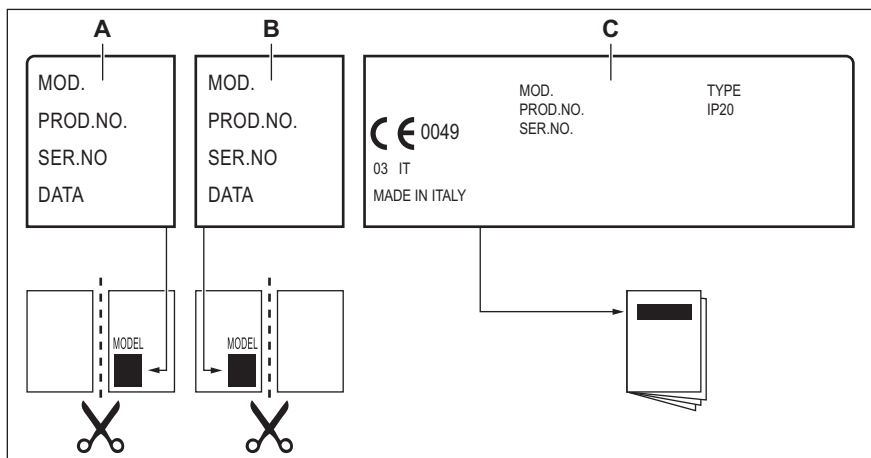 A
B
C
MOD.
PROD.NO.
SER.NO
DATA
MOD.
PROD.NO.
SER.NO
DATA
MOD.
PROD.NO.
SER.NO.
TYPE
IP20
CE 0049
03 IT
MADE IN ITALY
MODEL
MODEL